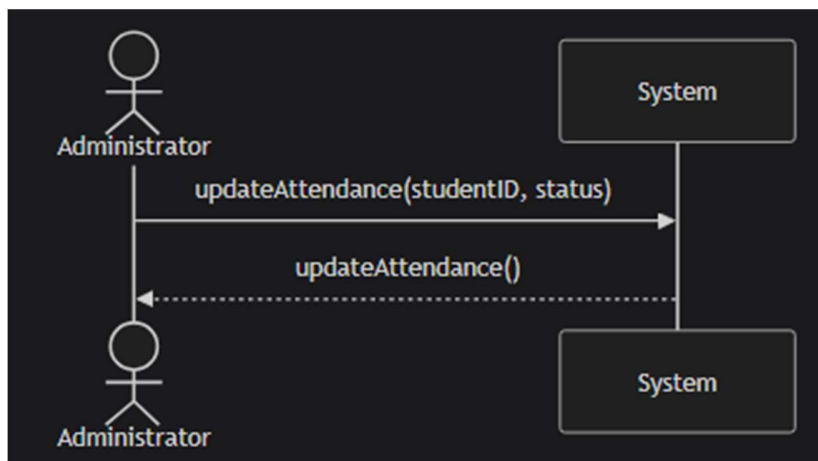 System
Administrator
updateAttendance(studentID, status)
updateAttendance()
System
Administrator